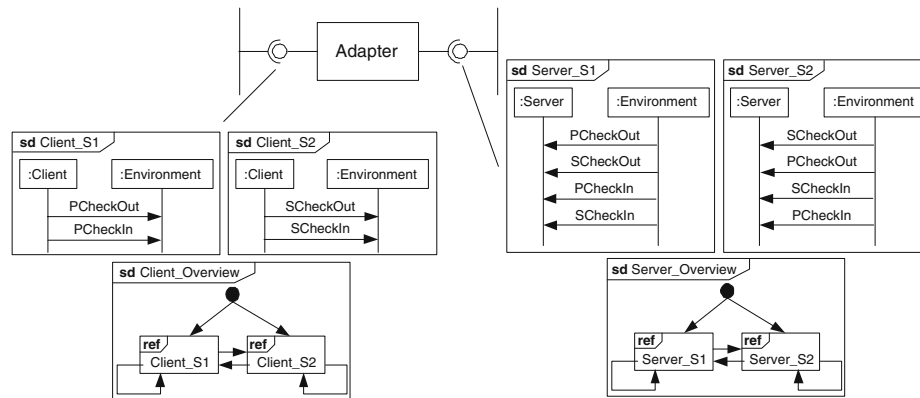 Adapter
sd Client_S1
:Client
:Environment
PCheckOut
PCheckIn
sd Client_S2
:Client
:Environment
SCheckOut
SCheckIn
sd Client_Overview
ref
Client_S1
ref
Client_S2
sd Server_S1
:Server
:Environment
PCheckOut
SCheckOut
PCheckIn
SCheckIn
sd Server_S2
:Server
:Environment
SCheckOut
PCheckOut
SCheckIn
PCheckIn
sd Server_Overview
ref
Server_S1
ref
Server_S2